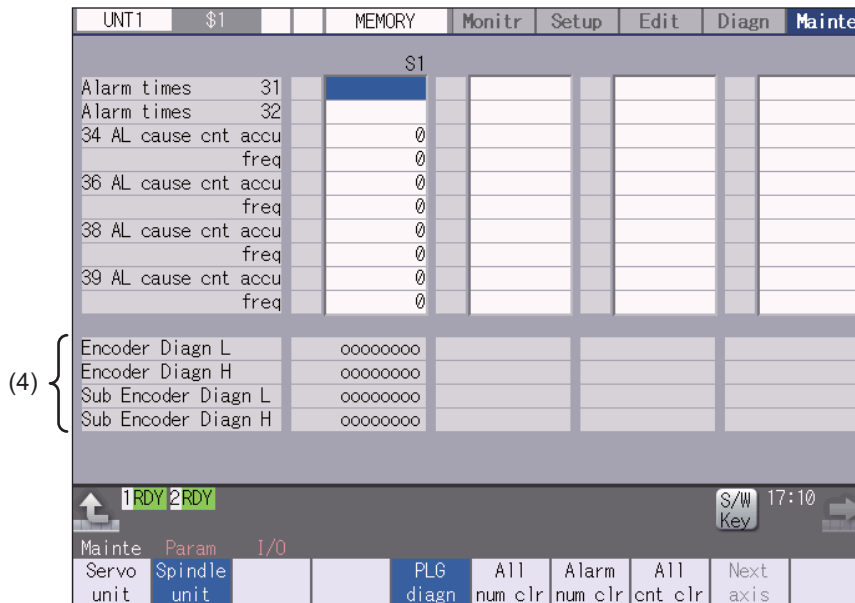 UNT1 $1 MEMORY Monitr Setup Edit Diagn Mainte
S1
Alarm times 31
Alarm times 32
34 AL cause cnt accu 0
freq 0
36 AL cause cnt accu 0
freq 0
38 AL cause cnt accu 0
freq 0
39 AL cause cnt accu 0
freq 0
(4)
Encoder Diagn L oooooooo
Encoder Diagn H oooooooo
Sub Encoder Diagn L oooooooo
Sub Encoder Diagn H oooooooo
1RDY 2RDY S/W Key 17:10
Mainte Param I/O
Servo unit Spindle unit PLG diagn All num clr Alarm num clr All cnt clr Next axis